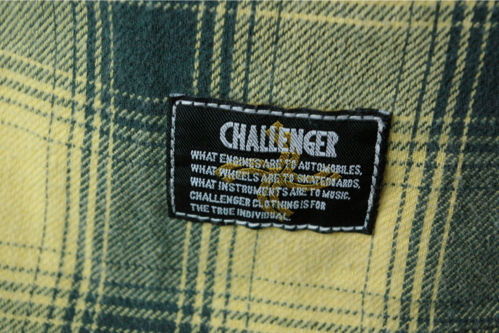 CHALLENGER
WHAT ENGINES ARE TO AUTOMOBILES,
WHAT WHEELS ARE TO SKATEBOARDS,
WHAT INSTRUMENTS ARE TO MUSIC.
CHALLENGER CLOTHING IS FOR
THE TRUE INDIVIDUAL.